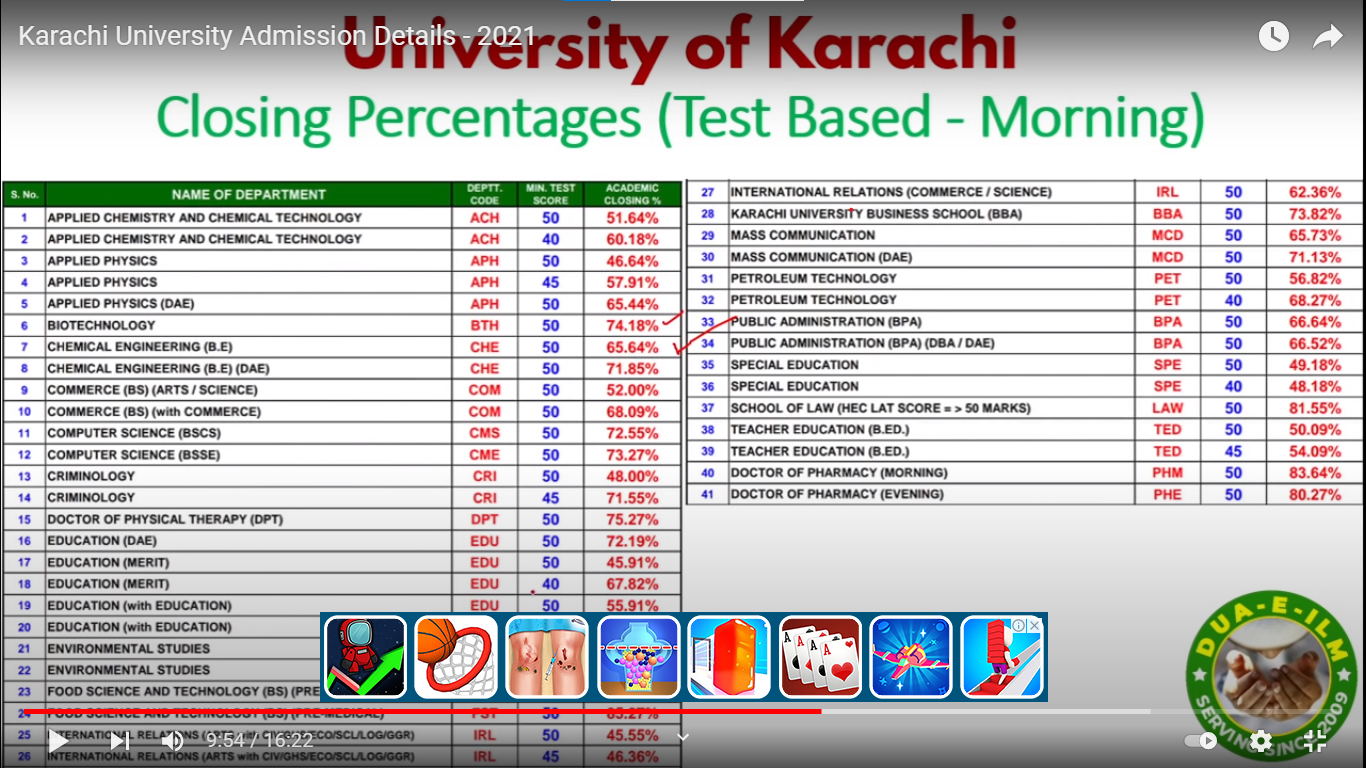 Karachi University Admission Details - 2021
University of Karachi
Closing Percentages (Test Based - Morning)
S. No. NAME OF DEPARTMENT DEPTT. CODE MIN. TEST SCORE ACADEMIC CLOSING %
1 APPLIED CHEMISTRY AND CHEMICAL TECHNOLOGY ACH 50 51.64%
2 APPLIED CHEMISTRY AND CHEMICAL TECHNOLOGY ACH 40 60.18%
3 APPLIED PHYSICS APH 50 46.64%
4 APPLIED PHYSICS APH 45 57.91%
5 APPLIED PHYSICS (DAE) APH 50 65.44%
6 BIOTECHNOLOGY BTH 50 74.18%
7 CHEMICAL ENGINEERING (B.E) CHE 50 65.64%
8 CHEMICAL ENGINEERING (B.E) (DAE) CHE 50 71.85%
9 COMMERCE (BS) (ARTS / SCIENCE) COM 50 52.00%
10 COMMERCE (BS) (with COMMERCE) COM 50 68.09%
11 COMPUTER SCIENCE (BSCS) CMS 50 72.55%
12 COMPUTER SCIENCE (BSSE) CME 50 73.27%
13 CRIMINOLOGY CRI 50 48.00%
14 CRIMINOLOGY CRI 45 71.55%
15 DOCTOR OF PHYSICAL THERAPY (DPT) DPT 50 75.27%
16 EDUCATION (DAE) EDU 50 72.19%
17 EDUCATION (MERIT) EDU 50 45.91%
18 EDUCATION (MERIT) EDU 40 67.82%
19 EDUCATION (with EDUCATION) EDU 50 55.91%
20 EDUCATION (with EDUCATION)
21 ENVIRONMENTAL STUDIES
22 ENVIRONMENTAL STUDIES
23 FOOD SCIENCE AND TECHNOLOGY (BS) (PRE
24 FOOD SCIENCE AND TECHNOLOGY (BS) (PRE-MEDICAL) FST 50 85.27%
25 INTERNATIONAL RELATIONS (ARTS with CIV/GHS/ECO/SCL/LOG/GGR) IRL 50 45.55%
26 INTERNATIONAL RELATIONS (ARTS with CIV/GHS/ECO/SCL/LOG/GGR) IRL 45 46.36%
27 INTERNATIONAL RELATIONS (COMMERCE / SCIENCE) IRL 50 62.36%
28 KARACHI UNIVERSITY BUSINESS SCHOOL (BBA) BBA 50 73.82%
29 MASS COMMUNICATION MCD 50 65.73%
30 MASS COMMUNICATION (DAE) MCD 50 71.13%
31 PETROLEUM TECHNOLOGY PET 50 56.82%
32 PETROLEUM TECHNOLOGY PET 40 68.27%
33 PUBLIC ADMINISTRATION (BPA) BPA 50 66.64%
34 PUBLIC ADMINISTRATION (BPA) (DBA / DAE) BPA 50 66.52%
35 SPECIAL EDUCATION SPE 50 49.18%
36 SPECIAL EDUCATION SPE 40 48.18%
37 SCHOOL OF LAW (HEC LAT SCORE = > 50 MARKS) LAW 50 81.55%
38 TEACHER EDUCATION (B.ED.) TED 50 50.09%
39 TEACHER EDUCATION (B.ED.) TED 45 54.09%
40 DOCTOR OF PHARMACY (MORNING) PHM 50 83.64%
41 DOCTOR OF PHARMACY (EVENING) PHE 50 80.27%
A A A A
DUA-E-ILM
SERVING SINCE 2009
9:54 / 16:22